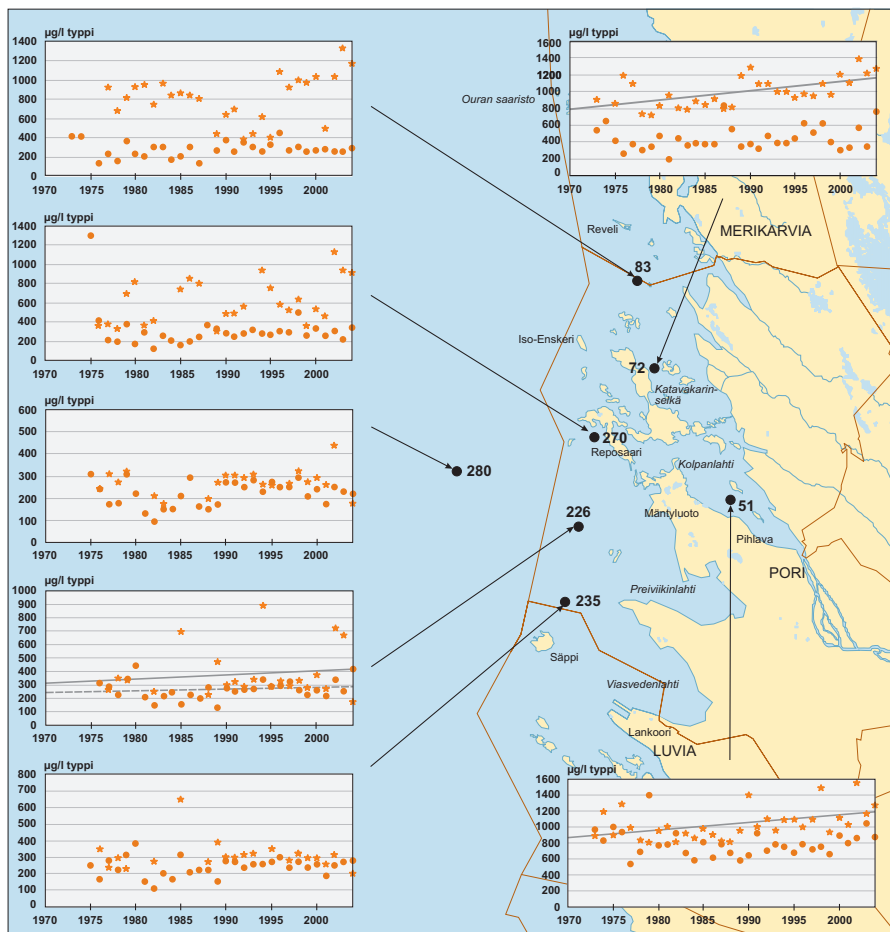 µg/l typpi
1400
1200
1000
800
600
400
200
0
1970 1975 1980 1985 1990 1995 2000
µg/l typpi
1600
1400
1200
1000
800
600
400
200
0
1970 1975 1980 1985 1990 1995 2000
Ouran saaristo
µg/l typpi
1400
1200
1000
800
600
400
200
0
1970 1975 1980 1985 1990 1995 2000
µg/l typpi
600
500
400
300
200
100
0
1970 1975 1980 1985 1990 1995 2000
µg/l typpi
1000
900
800
700
600
500
400
300
200
100
0
1970 1975 1980 1985 1990 1995 2000
µg/l typpi
800
700
600
500
400
300
200
100
0
1970 1975 1980 1985 1990 1995 2000
Reveli
MERIKARVIA
83
Iso-Enskeri
72
Katavakarin-
selkä
270
Reposaari
Kolpanlahti
280
Mäntyluoto
51
226
Pihlava
PORI
Preiviikinlahti
235
Säppi
Viasvedenlahti
Lankoori
LUVIA
µg/l typpi
1600
1400
1200
1000
800
600
400
200
0
1970 1975 1980 1985 1990 1995 2000